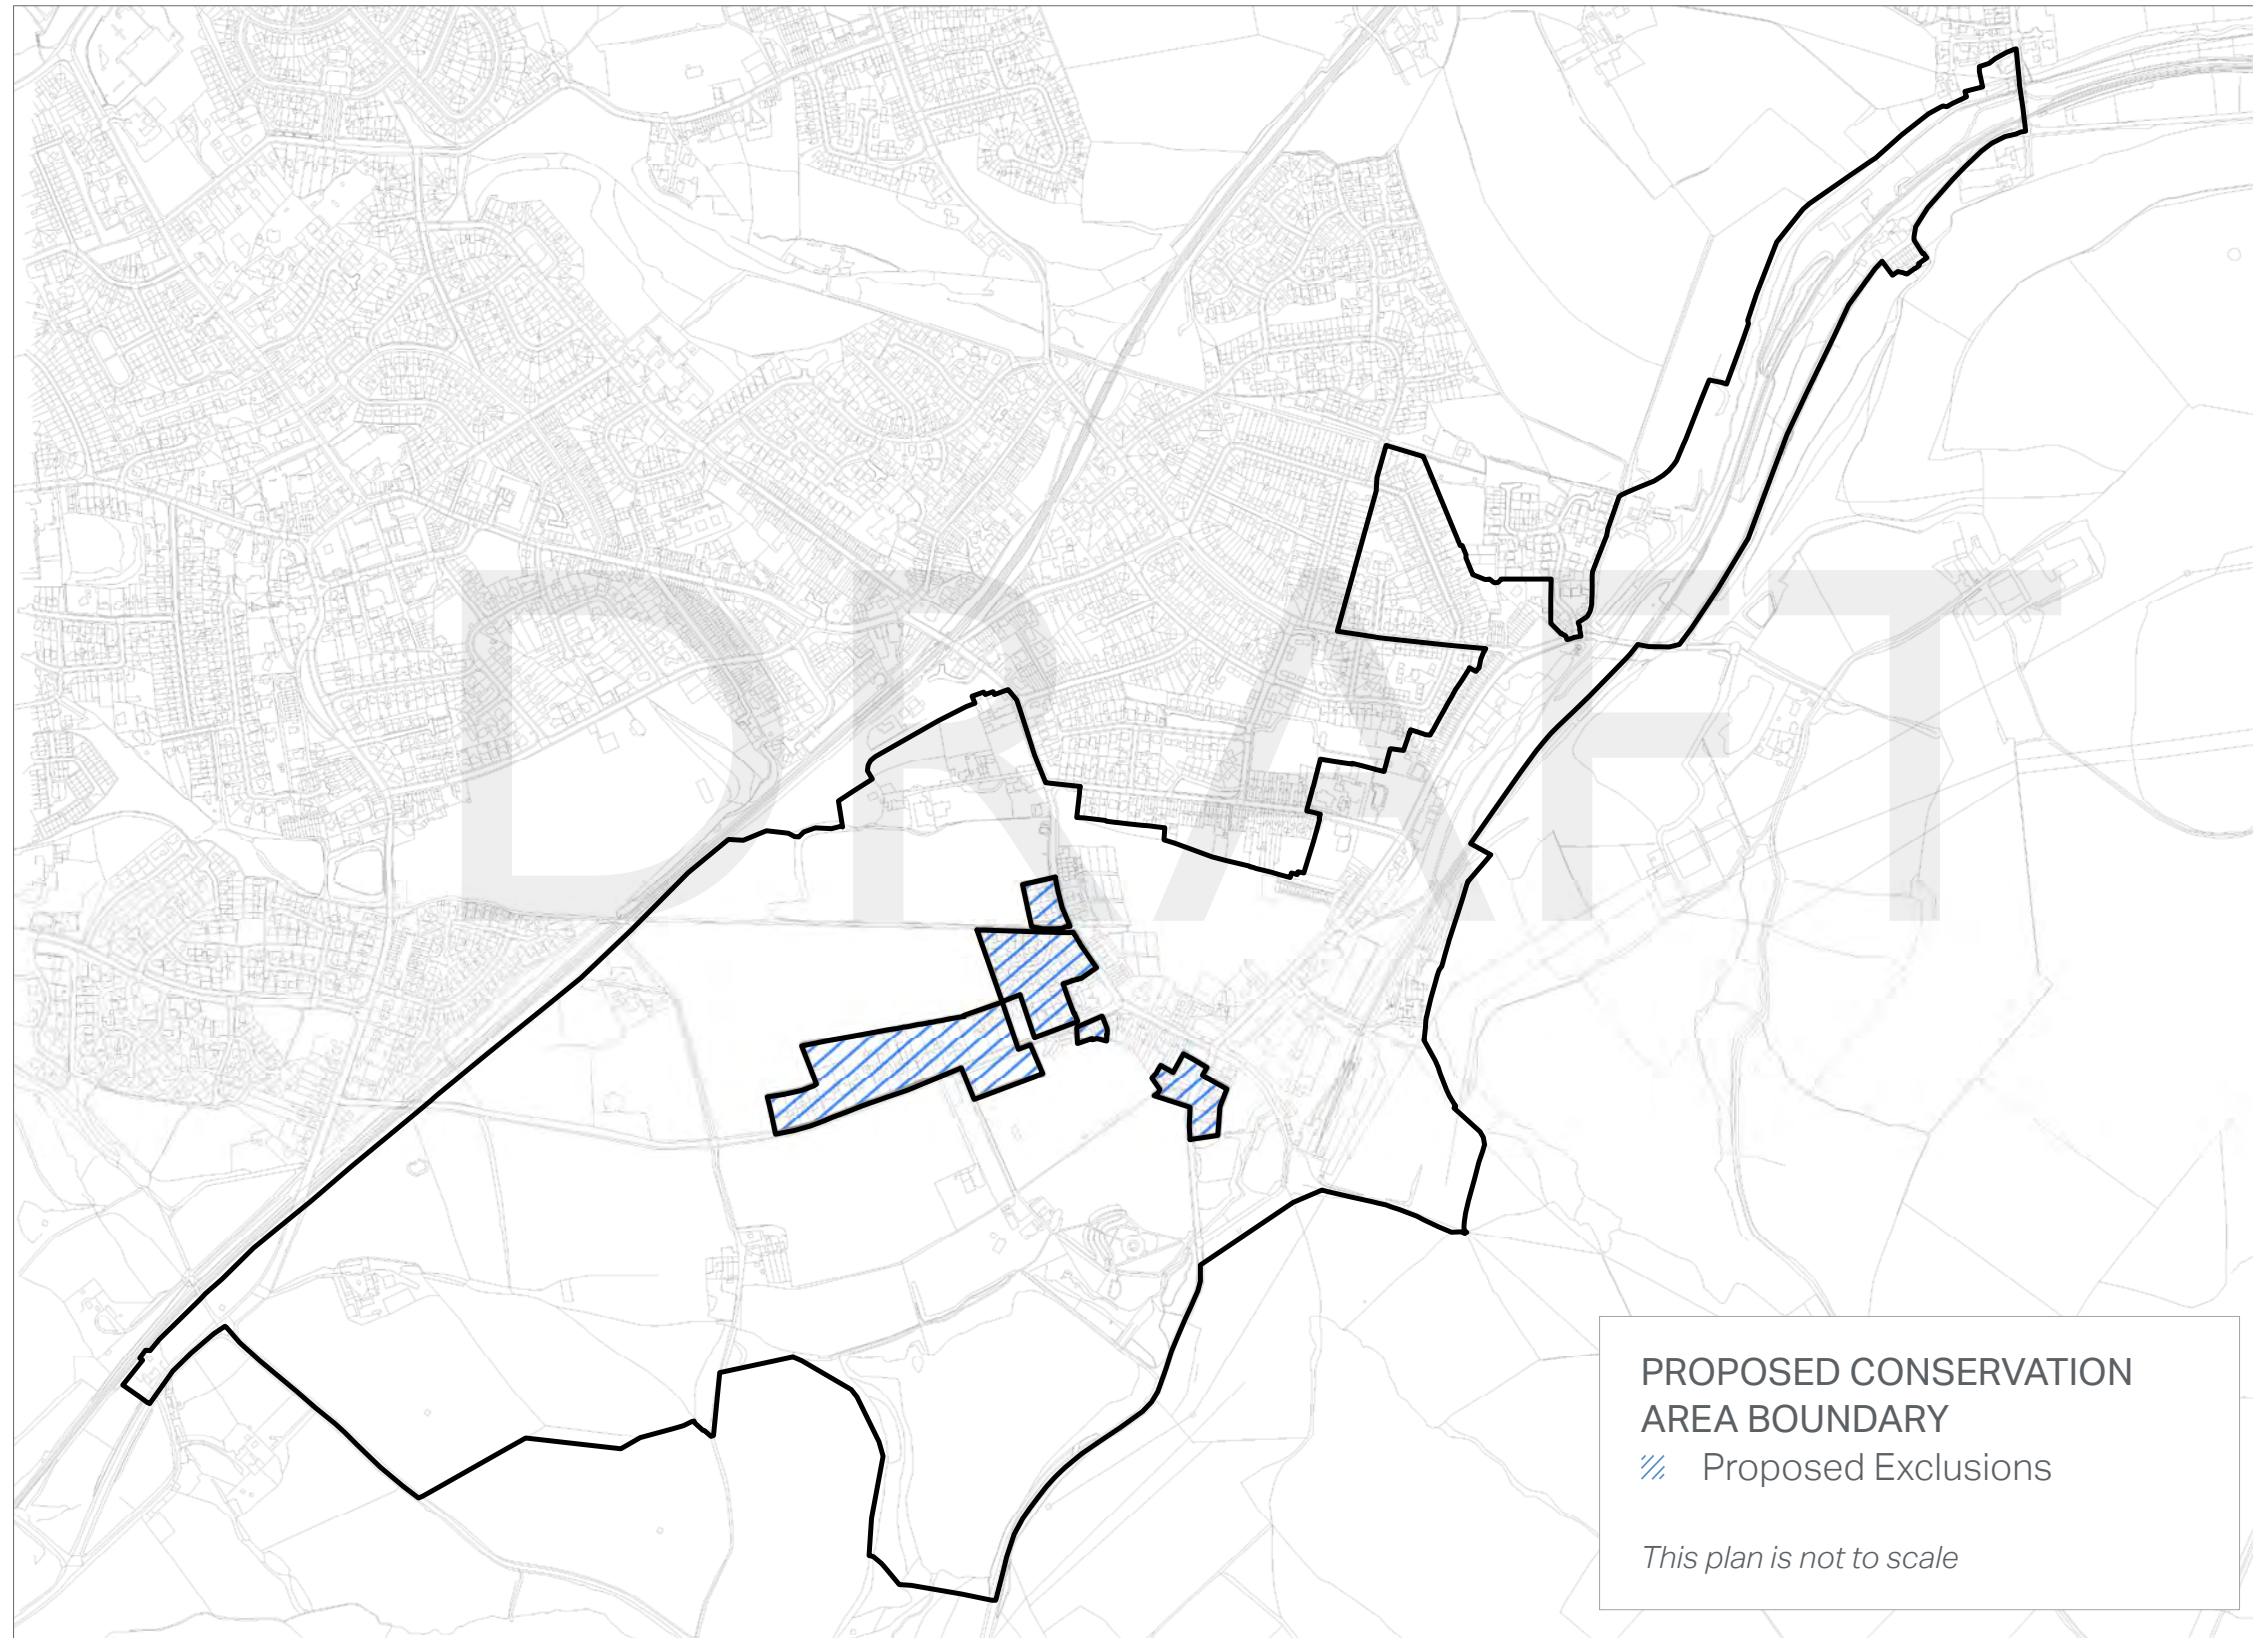 DRAFT
PROPOSED CONSERVATION
AREA BOUNDARY
Proposed Exclusions
This plan is not to scale